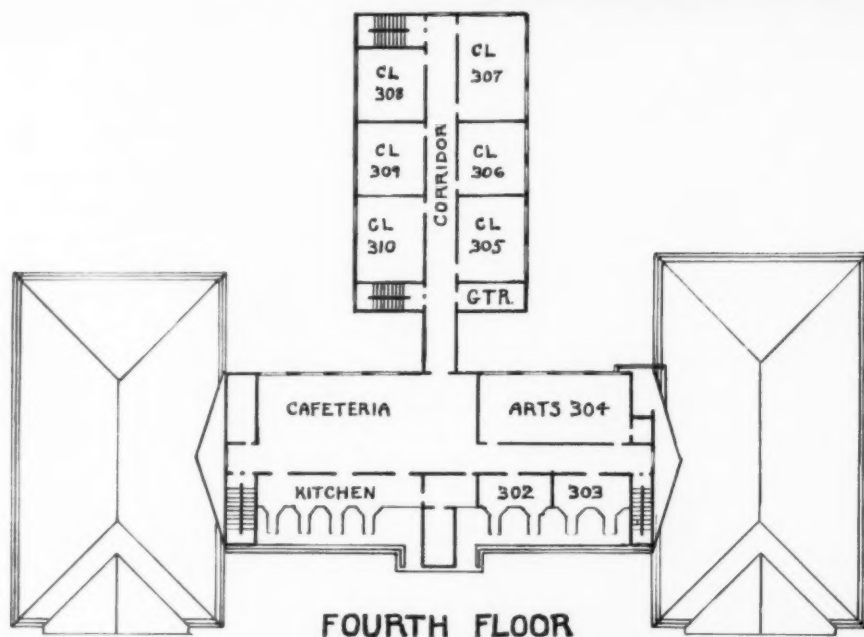 CL
307
CL
308
CORRIDOR
CL
309
CL
306
CL
310
CL
305
GTR.
CAFETERIA
ARTS 304
KITCHEN
302
303
FOURTH FLOOR